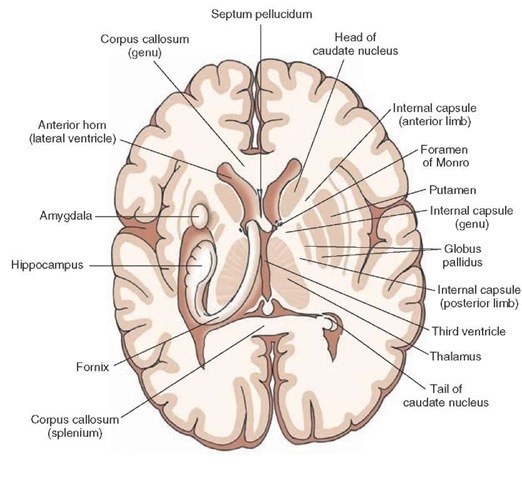 Septum pellucidum
Corpus callosum
(genu)
Head of
caudate nucleus
Anterior horn
(lateral ventricle)
Internal capsule
(anterior limb)
Foramen
of Monro
Putamen
Amygdala
Internal capsule
(genu)
Globus
pallidus
Hippocampus
Internal capsule
(posterior limb)
Third ventricle
Thalamus
Fornix
Tail of
caudate nucleus
Corpus callosum
(splenium)